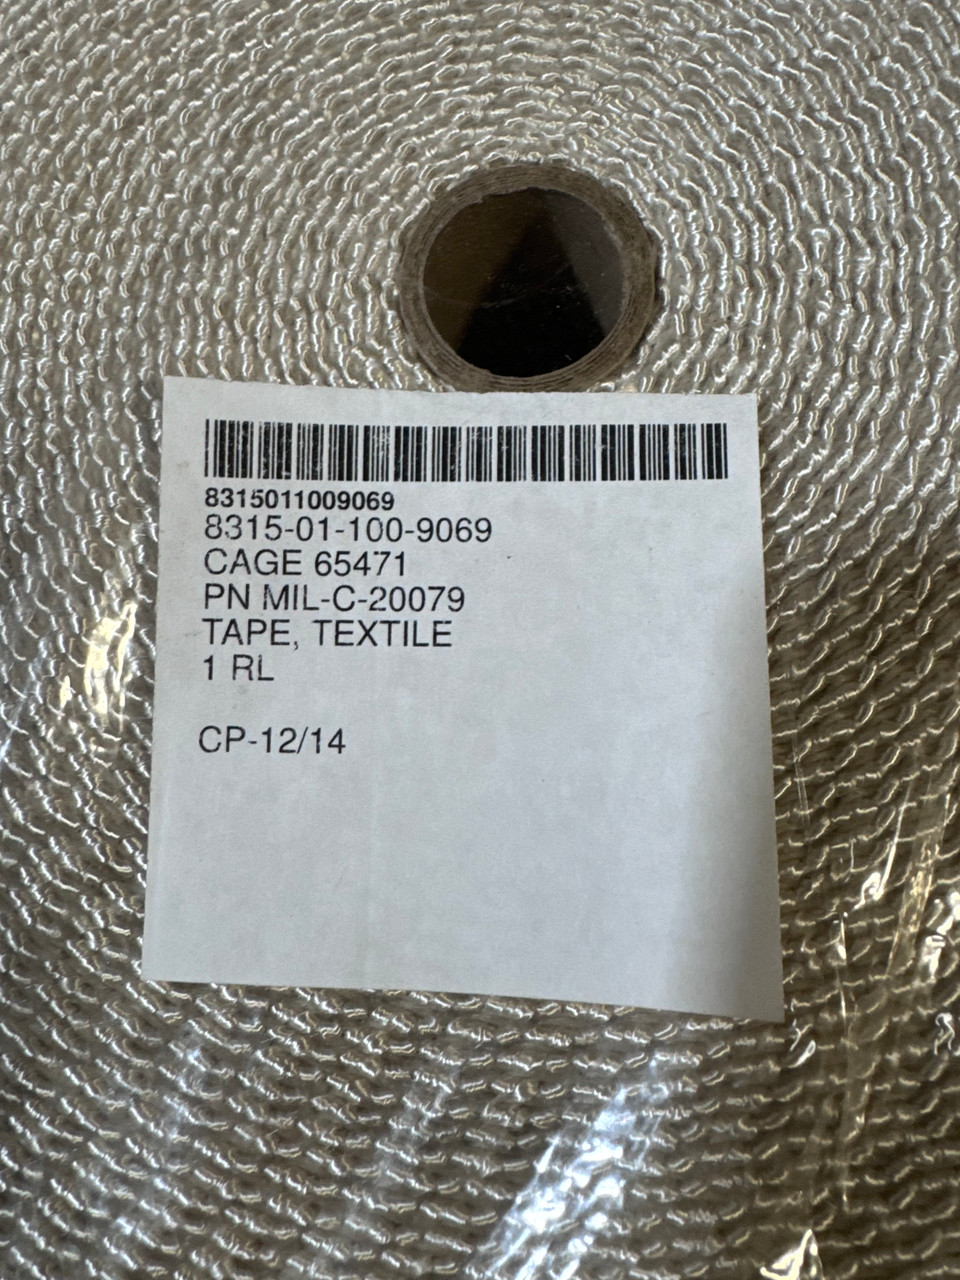 8315011009069
8315-01-100-9069
CAGE 65471
PN MIL-C-20079
TAPE, TEXTILE
1 RL
CP-12/14